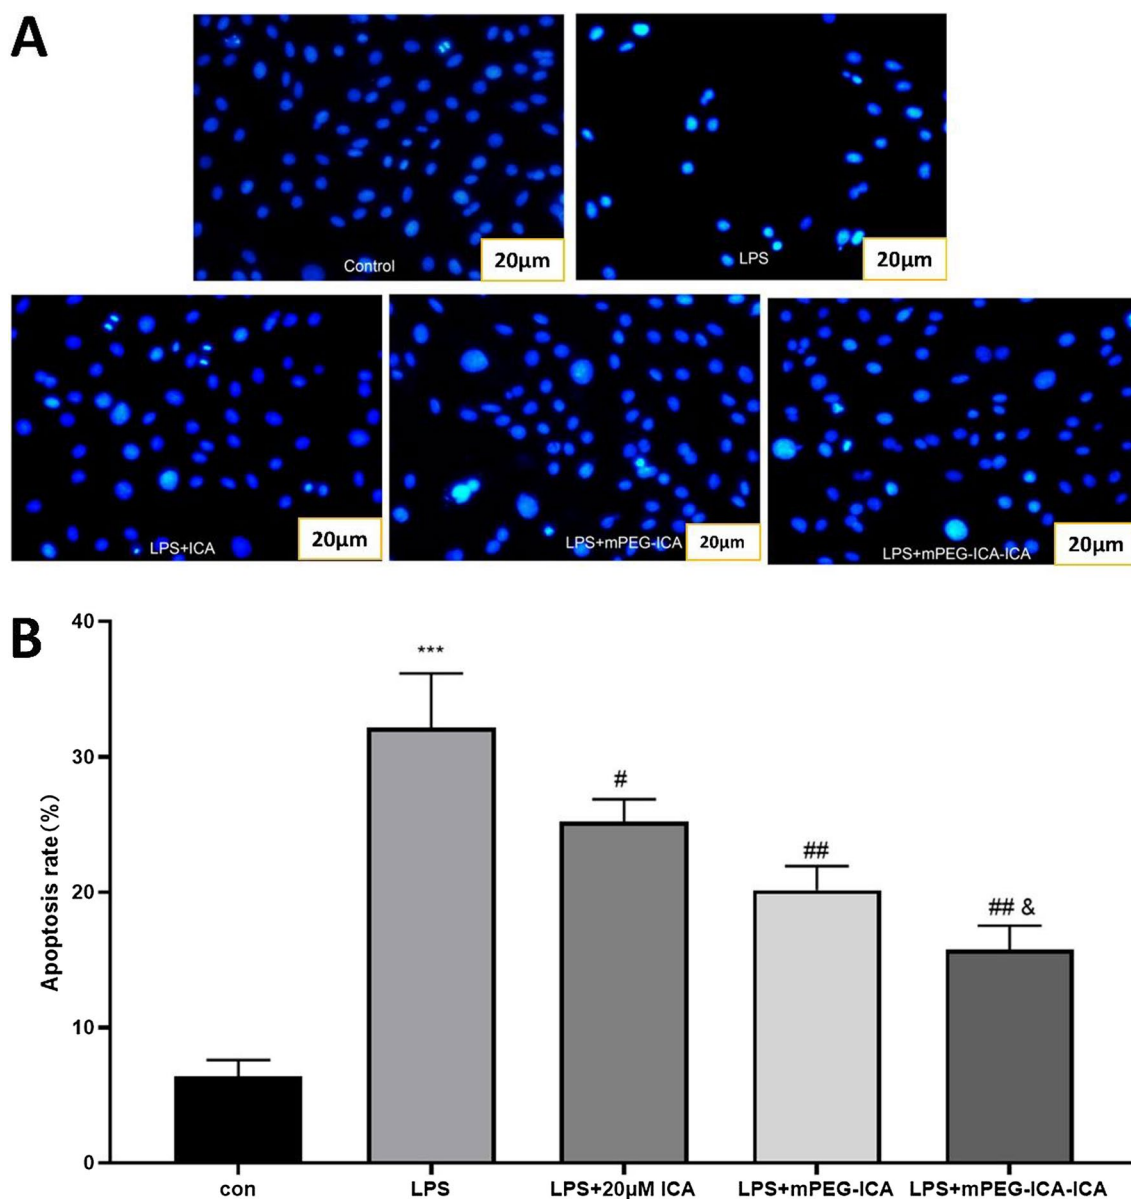 A
Control
20μm
LPS
20μm
LPS+ICA
20μm
LPS+mPEG-ICA
20μm
LPS+mPEG-ICA-ICA
20μm
B
Apoptosis rate(%)
40
30
20
10
0
***
#
##
## &
con
LPS
LPS+20μM ICA
LPS+mPEG-ICA
LPS+mPEG-ICA-ICA